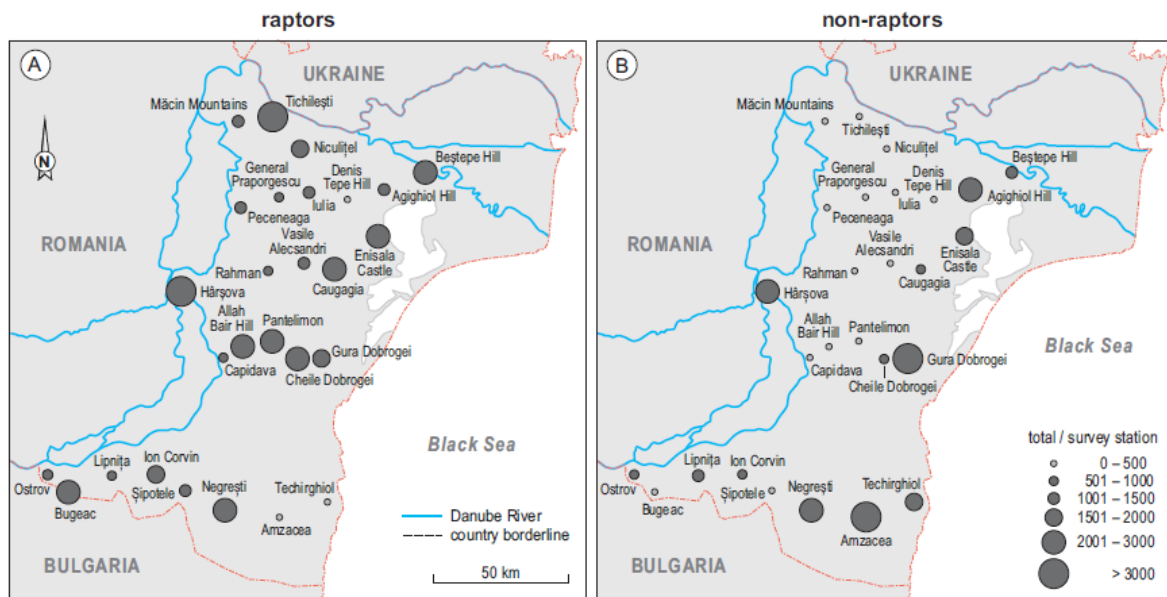 raptors
A
UKRAINE
Măcin Mountains
Tichilești
Niculițel
Beștepe Hill
General
Praporgescu
Denis
Tepe Hill
Iulia
Agighiol Hill
N
Peceneaga
Vasile
Alecsandri
ROMANIA
Enisala
Castle
Rahman
Caugagia
Hârșova
Allah
Bair Hill
Pantelimon
Gura Dobrogei
Capidava
Cheile Dobrogei
Black Sea
Lipnița
Ion Corvin
Ostrov
Șipotele
Negrești
Techirghiol
Bugeac
Amzacea
Danube River
country borderline
BULGARIA
50 km
non-raptors
B
UKRAINE
Măcin Mountains
Tichilești
Niculițel
Beștepe Hill
General
Praporgescu
Denis
Tepe Hill
Iulia
Agighiol Hill
Peceneaga
Vasile
Alecsandri
ROMANIA
Enisala
Castle
Rahman
Caugagia
Hârșova
Allah
Bair Hill
Pantelimon
Black Sea
Gura Dobrogei
Capidava
Cheile Dobrogei
Lipnița
Ion Corvin
Ostrov
Șipotele
Negrești
Techirghiol
Bugeac
Amzacea
BULGARIA
total / survey station
0 – 500
501 – 1000
1001 – 1500
1501 – 2000
2001 – 3000
> 3000